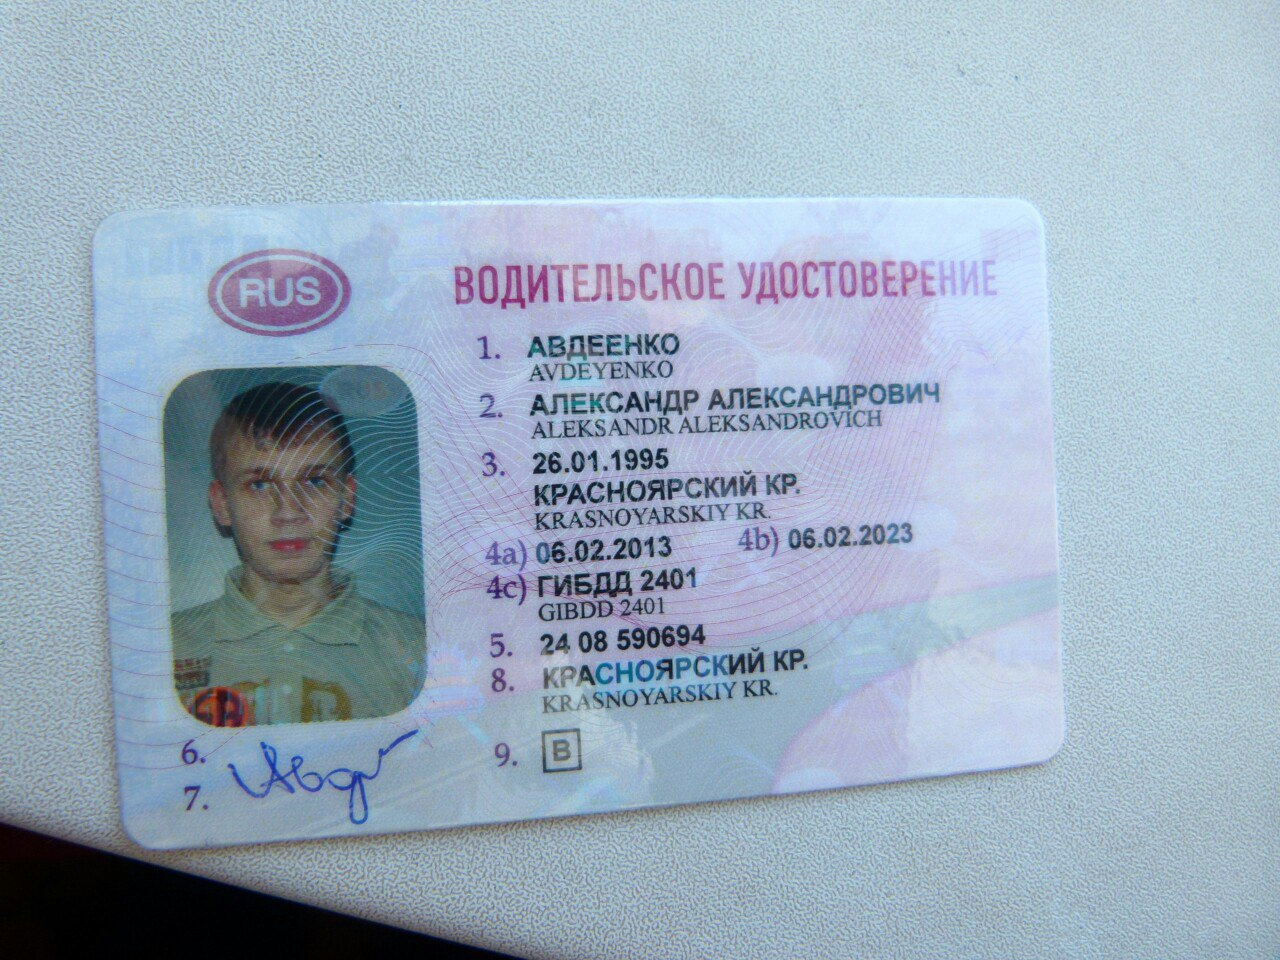 RUS
ВОДИТЕЛЬСКОЕ УДОСТОВЕРЕНИЕ
1. АВДЕЕНКО
AVDEYENKO
2. АЛЕКСАНДР АЛЕКСАНДРОВИЧ
ALEKSANDR ALEKSANDROVICH
3. 26.01.1995
КРАСНОЯРСКИЙ КР.
KRASNOYARSKIY KR.
4a) 06.02.2013 4b) 06.02.2023
4c) ГИБДД 2401
GIBDD 2401
5. 24 08 590694
8. КРАСНОЯРСКИЙ КР.
KRASNOYARSKIY KR.
9. B
6.
7.